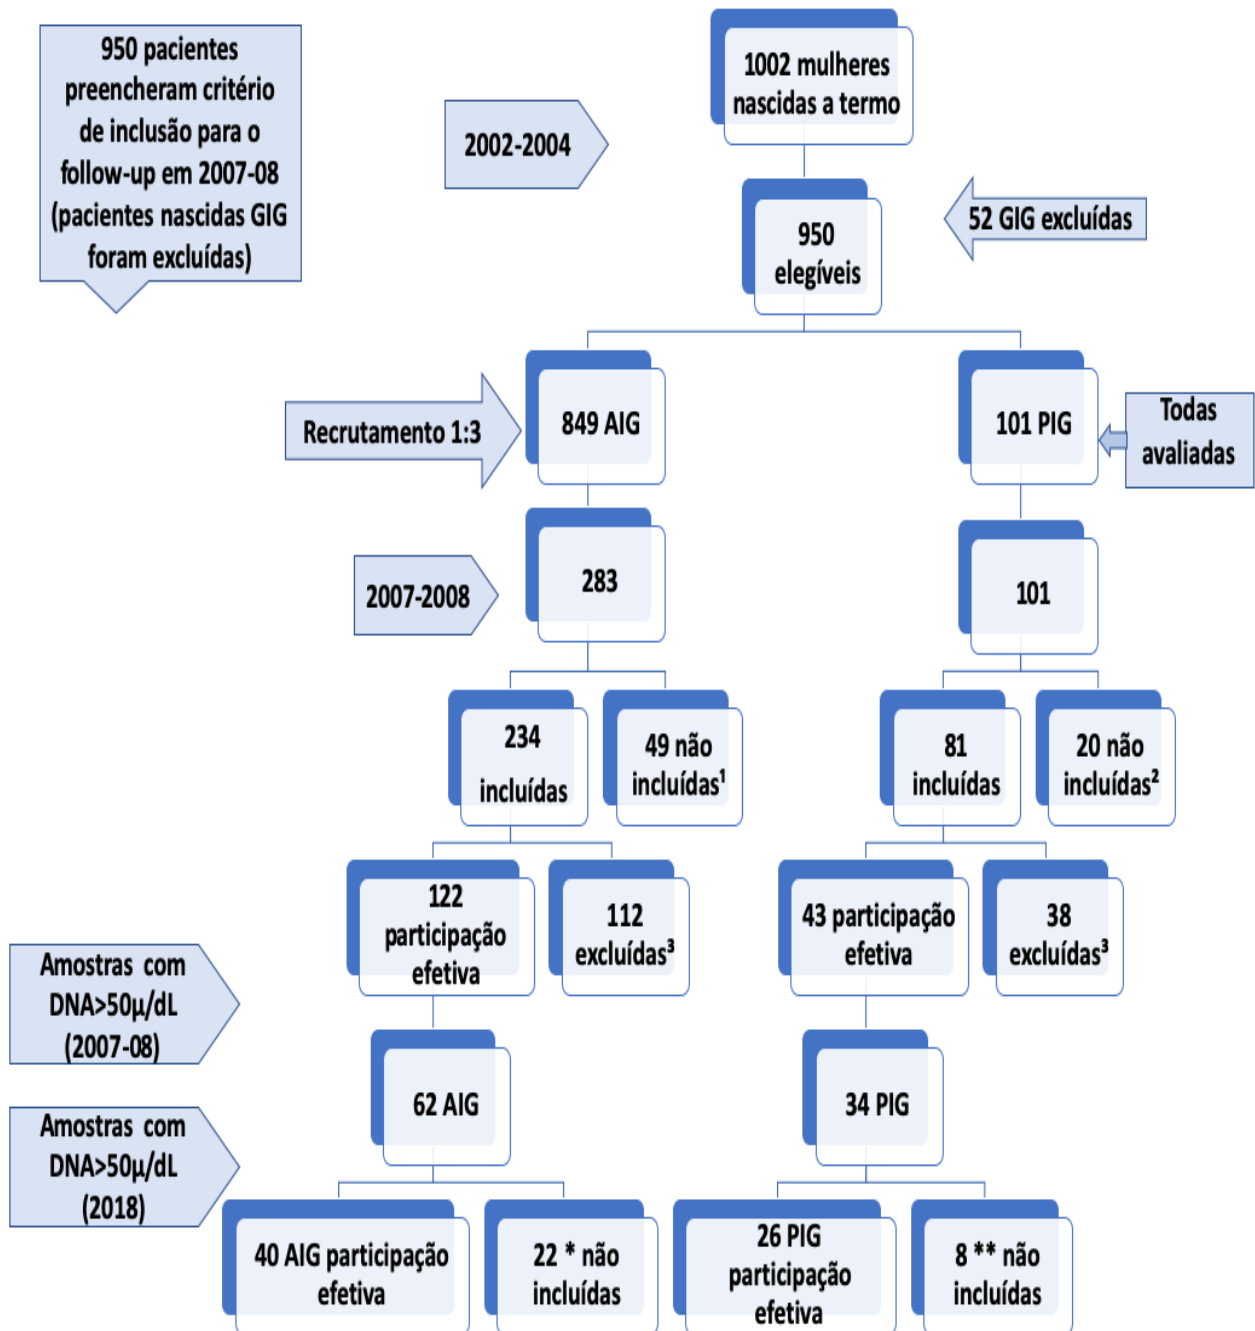 950 pacientes
preencheram critério
de inclusão para o
follow-up em 2007-08
(pacientes nascidas GIG
foram excluídas)
1002 mulheres
nascidas a termo
2002-2004
52 GIG excluídas
950
elegíveis
Recrutamento 1:3
849 AIG
101 PIG
Todas
avaliadas
2007-2008
283
101
234
incluídas
49 não
incluídas¹
81
incluídas
20 não
incluídas²
122
participação
efetiva
112
excluídas³
43 participação
efetiva
38
excluídas³
Amostras com
DNA>50µ/dL
(2007-08)
62 AIG
34 PIG
Amostras com
DNA>50µ/dL
(2018)
40 AIG participação
efetiva
22 * não
incluídas
26 PIG
participação
efetiva
8 ** não
incluídas